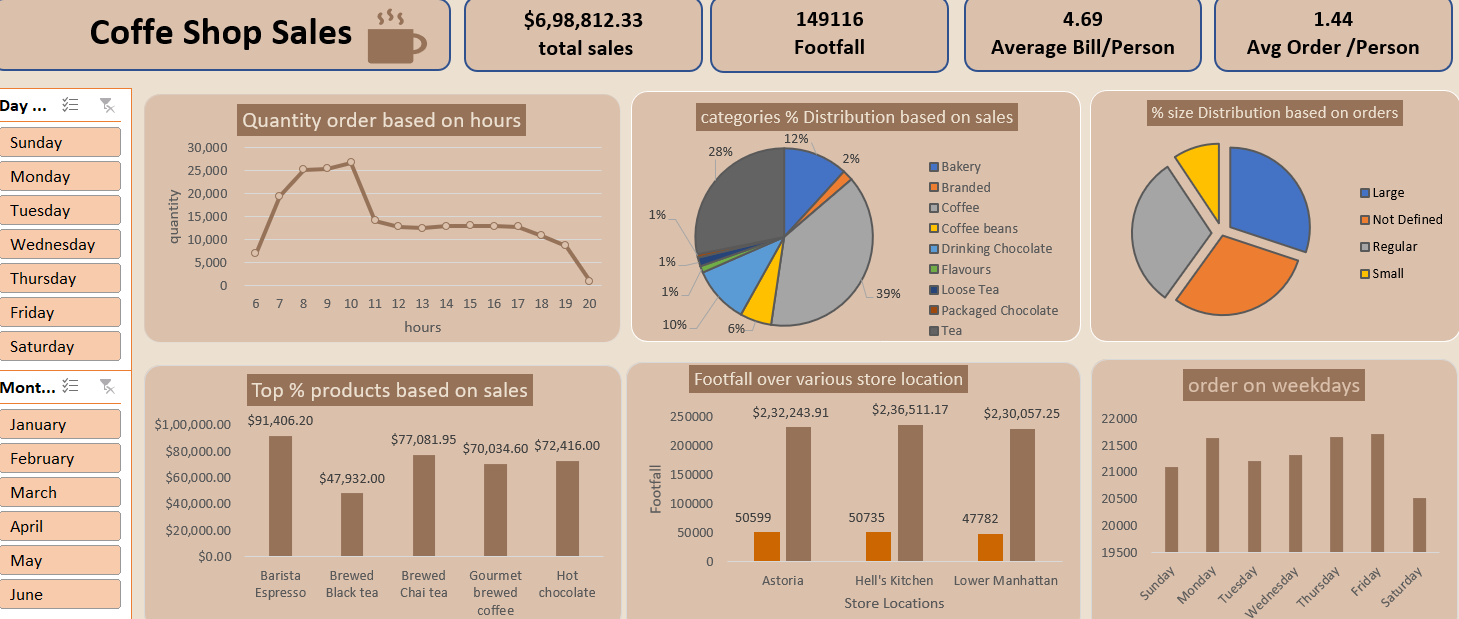 Coffe Shop Sales
$6,98,812.33
total sales
149116
Footfall
4.69
Average Bill/Person
1.44
Avg Order /Person
Day ...
Sunday
Monday
Tuesday
Wednesday
Thursday
Friday
Saturday
Mont...
January
February
March
April
May
June
Quantity order based on hours
30,000
25,000
20,000
15,000
10,000
5,000
0
quantity
6 7 8 9 10 11 12 13 14 15 16 17 18 19 20
hours
categories % Distribution based on sales
12%
2%
39%
6%
10%
1%
1%
1%
28%
Bakery
Branded
Coffee
Coffee beans
Drinking Chocolate
Flavours
Loose Tea
Packaged Chocolate
Tea
% size Distribution based on orders
Large
Not Defined
Regular
Small
Top % products based on sales
$1,00,000.00
$80,000.00
$60,000.00
$40,000.00
$20,000.00
$0.00
$91,406.20
$47,932.00
$77,081.95
$70,034.60
$72,416.00
Barista
Espresso
Brewed
Black tea
Brewed
Chai tea
Gourmet
brewed
coffee
Hot
chocolate
Footfall over various store location
250000
200000
150000
100000
50000
0
Footfall
50599
$2,32,243.91
50735
$2,36,511.17
47782
$2,30,057.25
Astoria
Hell's Kitchen
Lower Manhattan
Store Locations
order on weekdays
22000
21500
21000
20500
20000
19500
Sunday
Monday
Tuesday
Wednesday
Thursday
Friday
Saturday